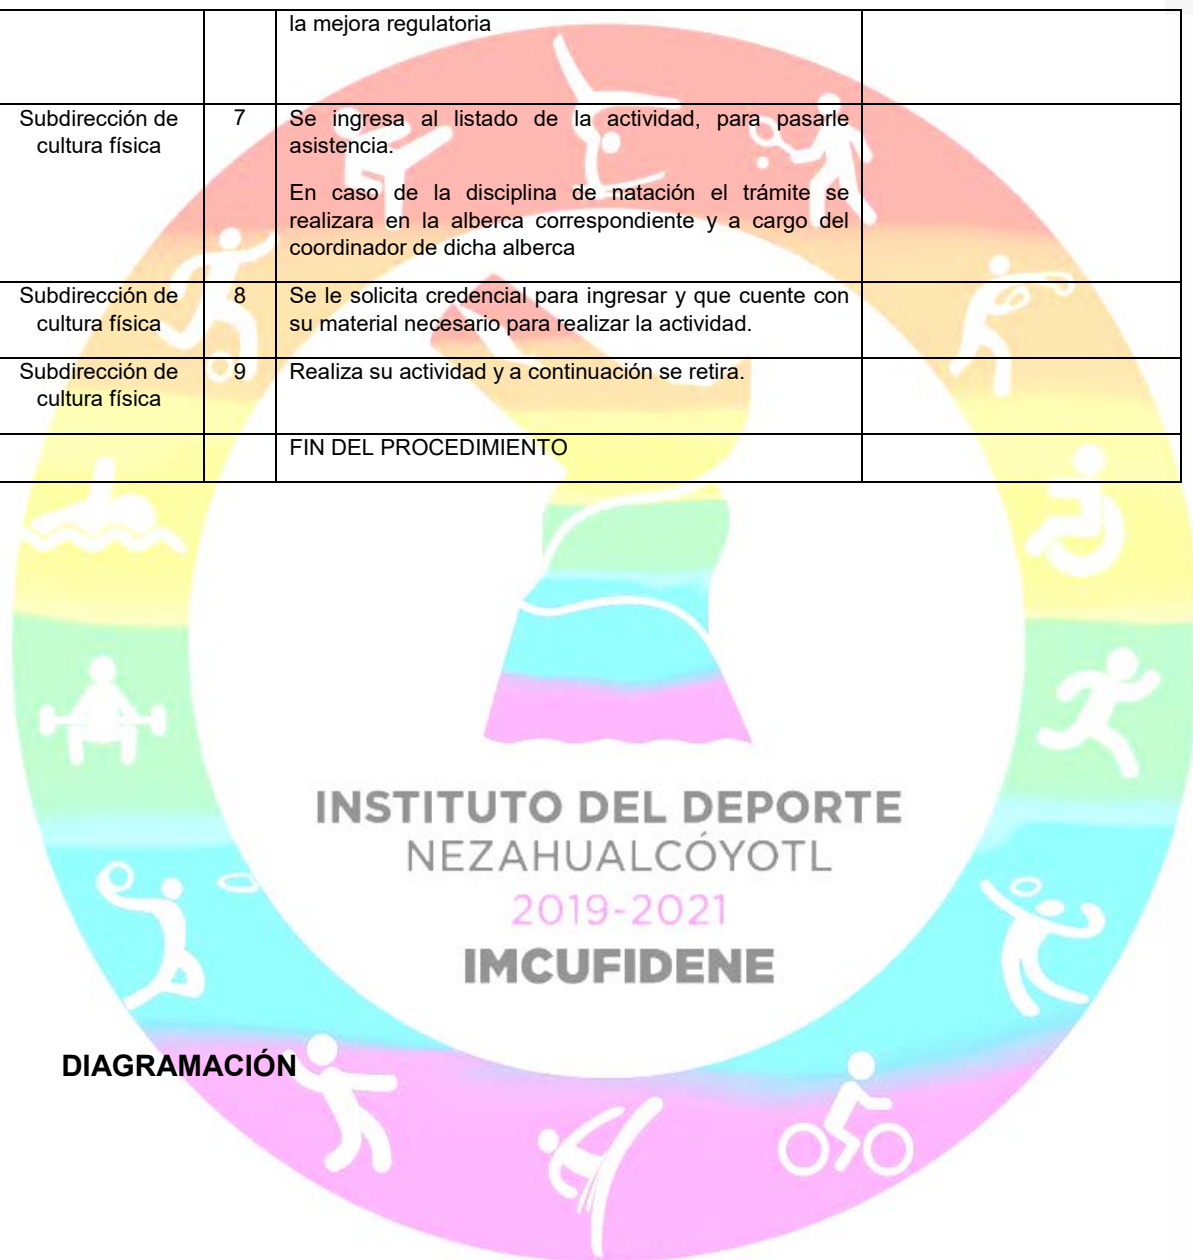 la mejora regulatoria
Subdirección de
cultura física
7
Se ingresa al listado de la actividad, para pasarle
asistencia.
En caso de la disciplina de natación el trámite se
realizara en la alberca correspondiente y a cargo del
coordinador de dicha alberca
Subdirección de
cultura física
8
Se le solicita credencial para ingresar y que cuente con
su material necesario para realizar la actividad.
Subdirección de
cultura física
9
Realiza su actividad y a continuación se retira.
FIN DEL PROCEDIMIENTO
INSTITUTO DEL DEPORTE
NEZAHUALCÓYOTL
2019-2021
IMCUFIDENE
DIAGRAMACIÓN